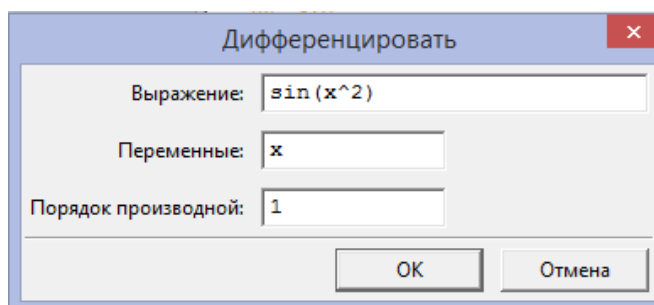 Дифференцировать
Выражение: sin(x^2)
Переменные: x
Порядок производной: 1
OK Отмена